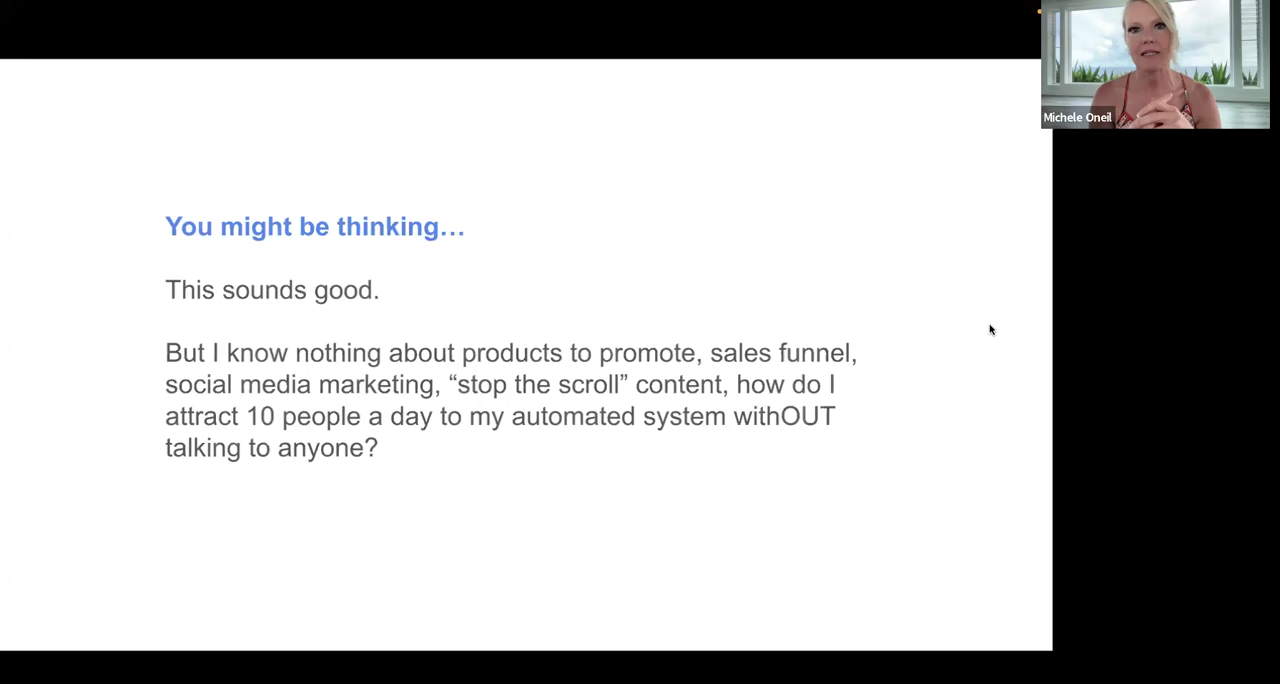 Michele Oneil
You might be thinking…
This sounds good.
But I know nothing about products to promote, sales funnel,
social media marketing, “stop the scroll” content, how do I
attract 10 people a day to my automated system withOUT
talking to anyone?